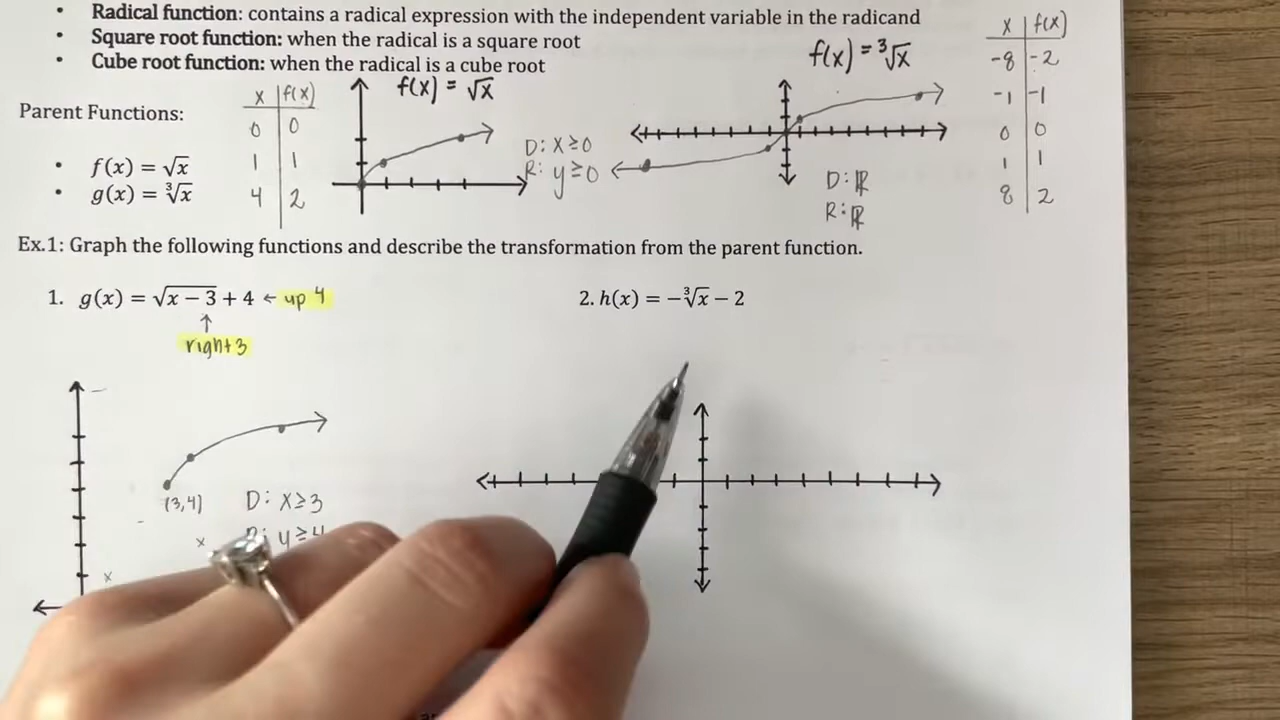 • Radical function: contains a radical expression with the independent variable in the radicand
• Square root function: when the radical is a square root
• Cube root function: when the radical is a cube root
Parent Functions:
• f(x) = √x
• g(x) = ∛x
x | f(x)
0 | 0
1 | 1
4 | 2
f(x) = √x
D: x≥0
R: y≥0
f(x) = ³√x
D: ℝ
R: ℝ
x | f(x)
-8 | -2
-1 | -1
0 | 0
1 | 1
8 | 2
Ex.1: Graph the following functions and describe the transformation from the parent function.
1. g(x) = √x − 3 + 4 ← up 4
↑
right 3
(3,4)
D: x≥3
R: y≥4
x
x
2. h(x) = −∛x − 2